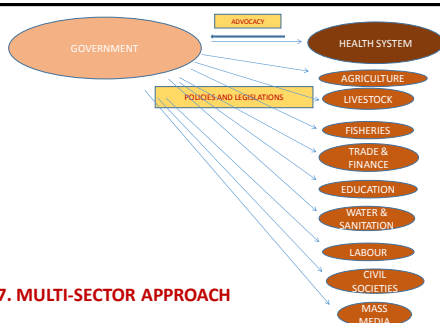 ADVOCACY
GOVERNMENT
HEALTH SYSTEM
AGRICULTURE
LIVESTOCK
POLICIES AND LEGISLATIONS
FISHERIES
TRADE &
FINANCE
EDUCATION
WATER &
SANITATION
LABOUR
CIVIL
SOCIETIES
7. MULTI-SECTOR APPROACH
MASS
MEDIA